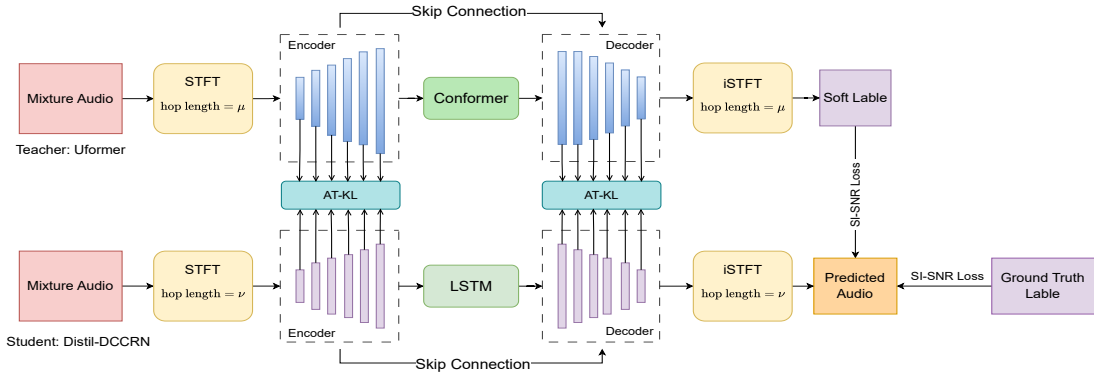 Skip Connection
Encoder
Decoder
Mixture Audio
STFT
hop length = μ
Conformer
iSTFT
hop length = μ
Soft Lable
Teacher: Uformer
AT-KL
AT-KL
SI-SNR Loss
Mixture Audio
STFT
hop length = ν
LSTM
iSTFT
hop length = ν
Predicted
Audio
SI-SNR Loss
Ground Truth
Lable
Student: Distil-DCCRN
Encoder
Decoder
Skip Connection